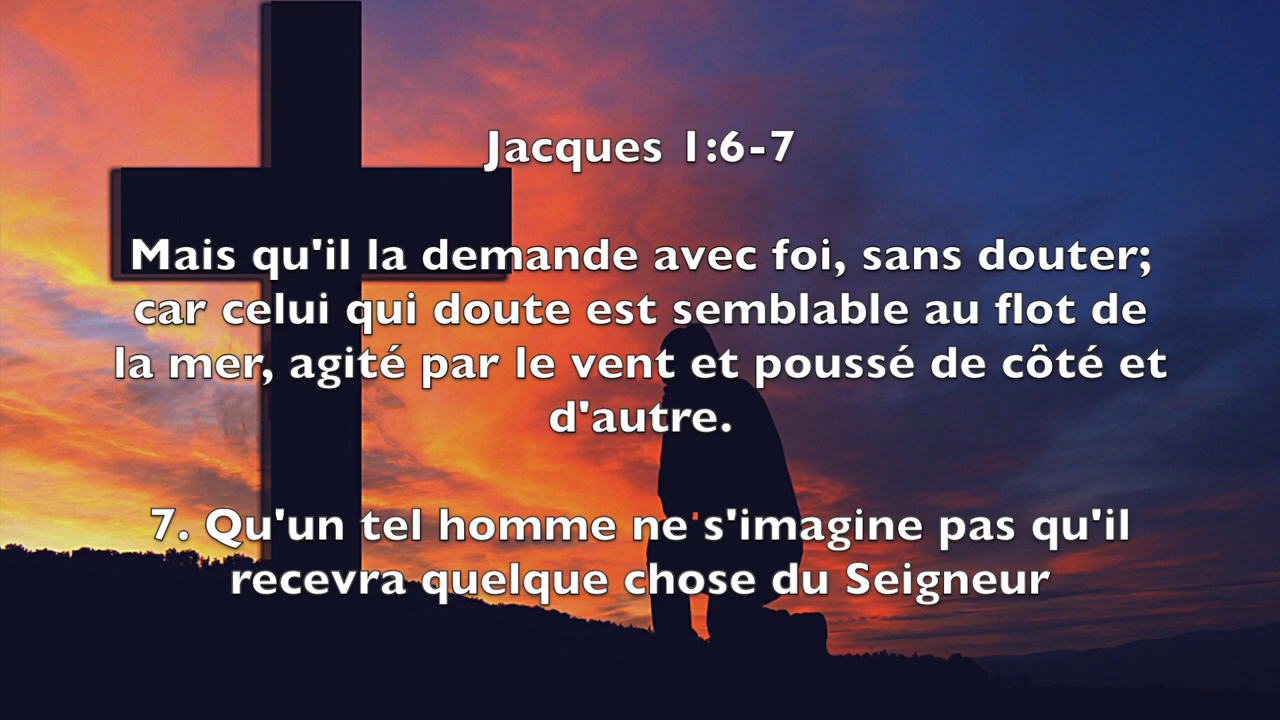 Jacques 1:6-7
Mais qu'il la demande avec foi, sans douter;
car celui qui doute est semblable au flot de
la mer, agité par le vent et poussé de côté et
d'autre.
7. Qu'un tel homme ne s'imagine pas qu'il
recevra quelque chose du Seigneur